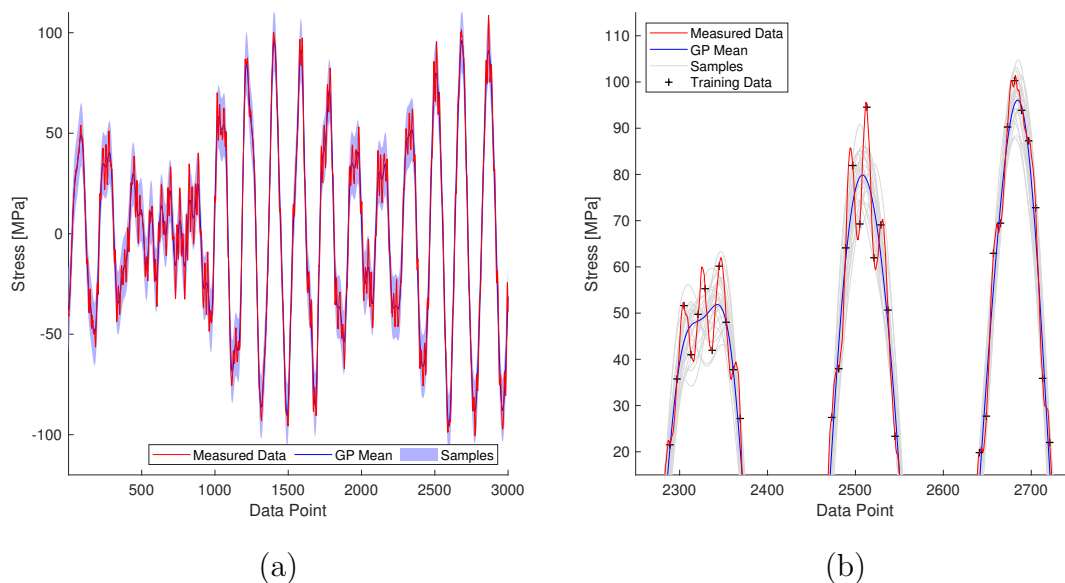 100
50
0
-50
-100
Stress [MPa]
Measured Data GP Mean Samples
500 1000 1500 2000 2500 3000
Data Point
(a)
110
100
90
80
70
60
50
40
30
20
Stress [MPa]
Measured Data
GP Mean
Samples
Training Data
2300 2400 2500 2600 2700
Data Point
(b)